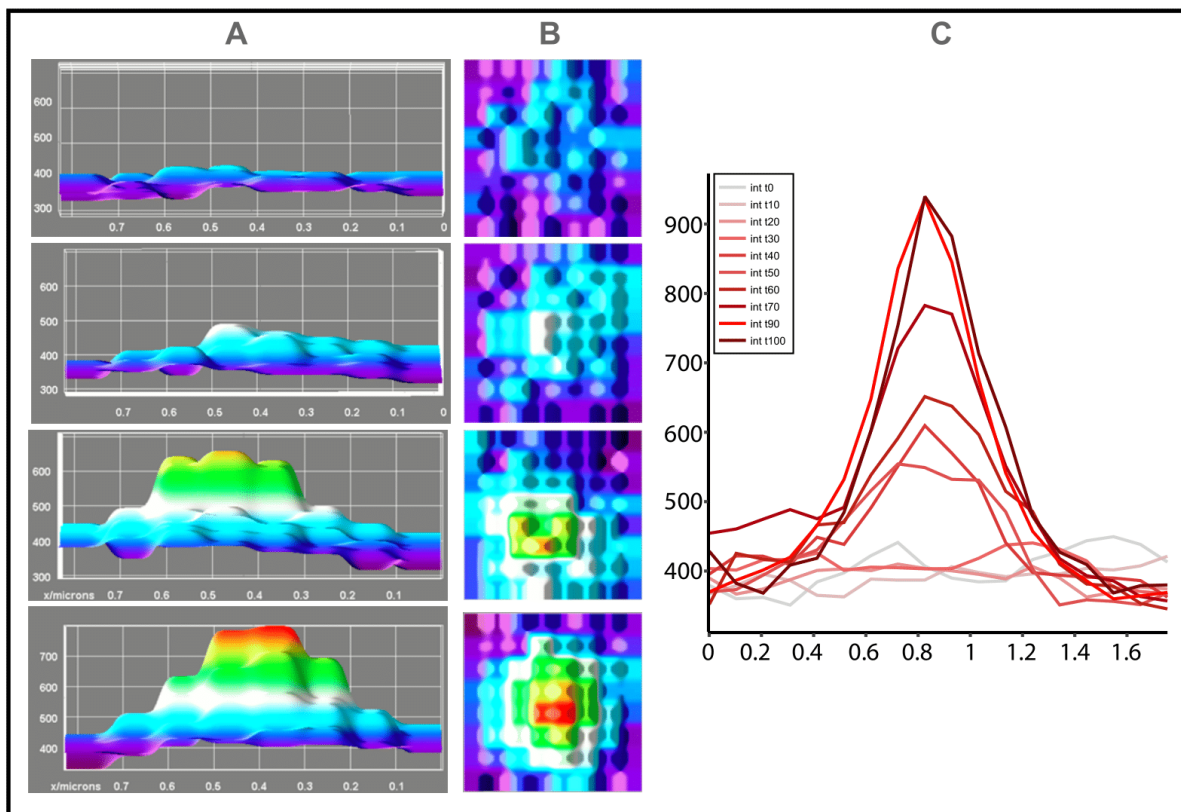 A
B
C
600
500
400
300
0.7 0.6 0.5 0.4 0.3 0.2 0.1 0
600
500
400
300
0.7 0.6 0.5 0.4 0.3 0.2 0.1 0
600
500
400
300
x/microns 0.7 0.6 0.5 0.4 0.3 0.2 0.1
700
600
500
400
x/microns 0.7 0.6 0.5 0.4 0.3 0.2 0.1
900
800
700
600
500
400
int t0
int t10
int t20
int t30
int t40
int t50
int t60
int t70
int t90
int t100
0 0.2 0.4 0.6 0.8 1.0 1.2 1.4 1.6